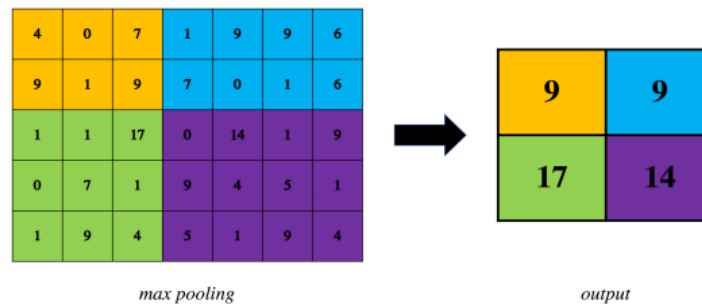 4 0 7 1 9 9 6
9 1 9 7 0 1 6
1 1 17 0 14 1 9
0 7 1 9 4 5 1
1 9 4 5 1 9 4
9 9
17 14
max pooling
output